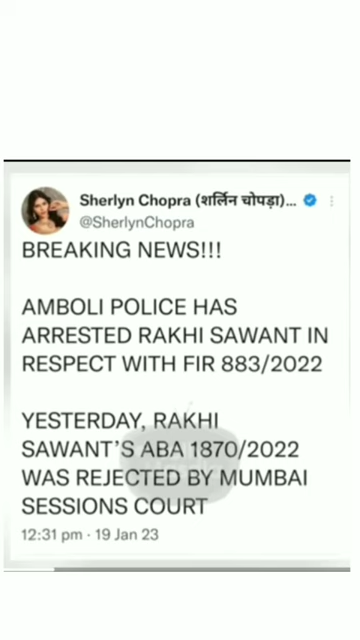 Sherlyn Chopra (शर्लिन चोपड़ा)...
@SherlynChopra
BREAKING NEWS!!!
AMBOLI POLICE HAS
ARRESTED RAKHI SAWANT IN
RESPECT WITH FIR 883/2022
YESTERDAY, RAKHI
SAWANT'S ABA 1870/2022
WAS REJECTED BY MUMBAI
SESSIONS COURT
12:31 pm · 19 Jan 23